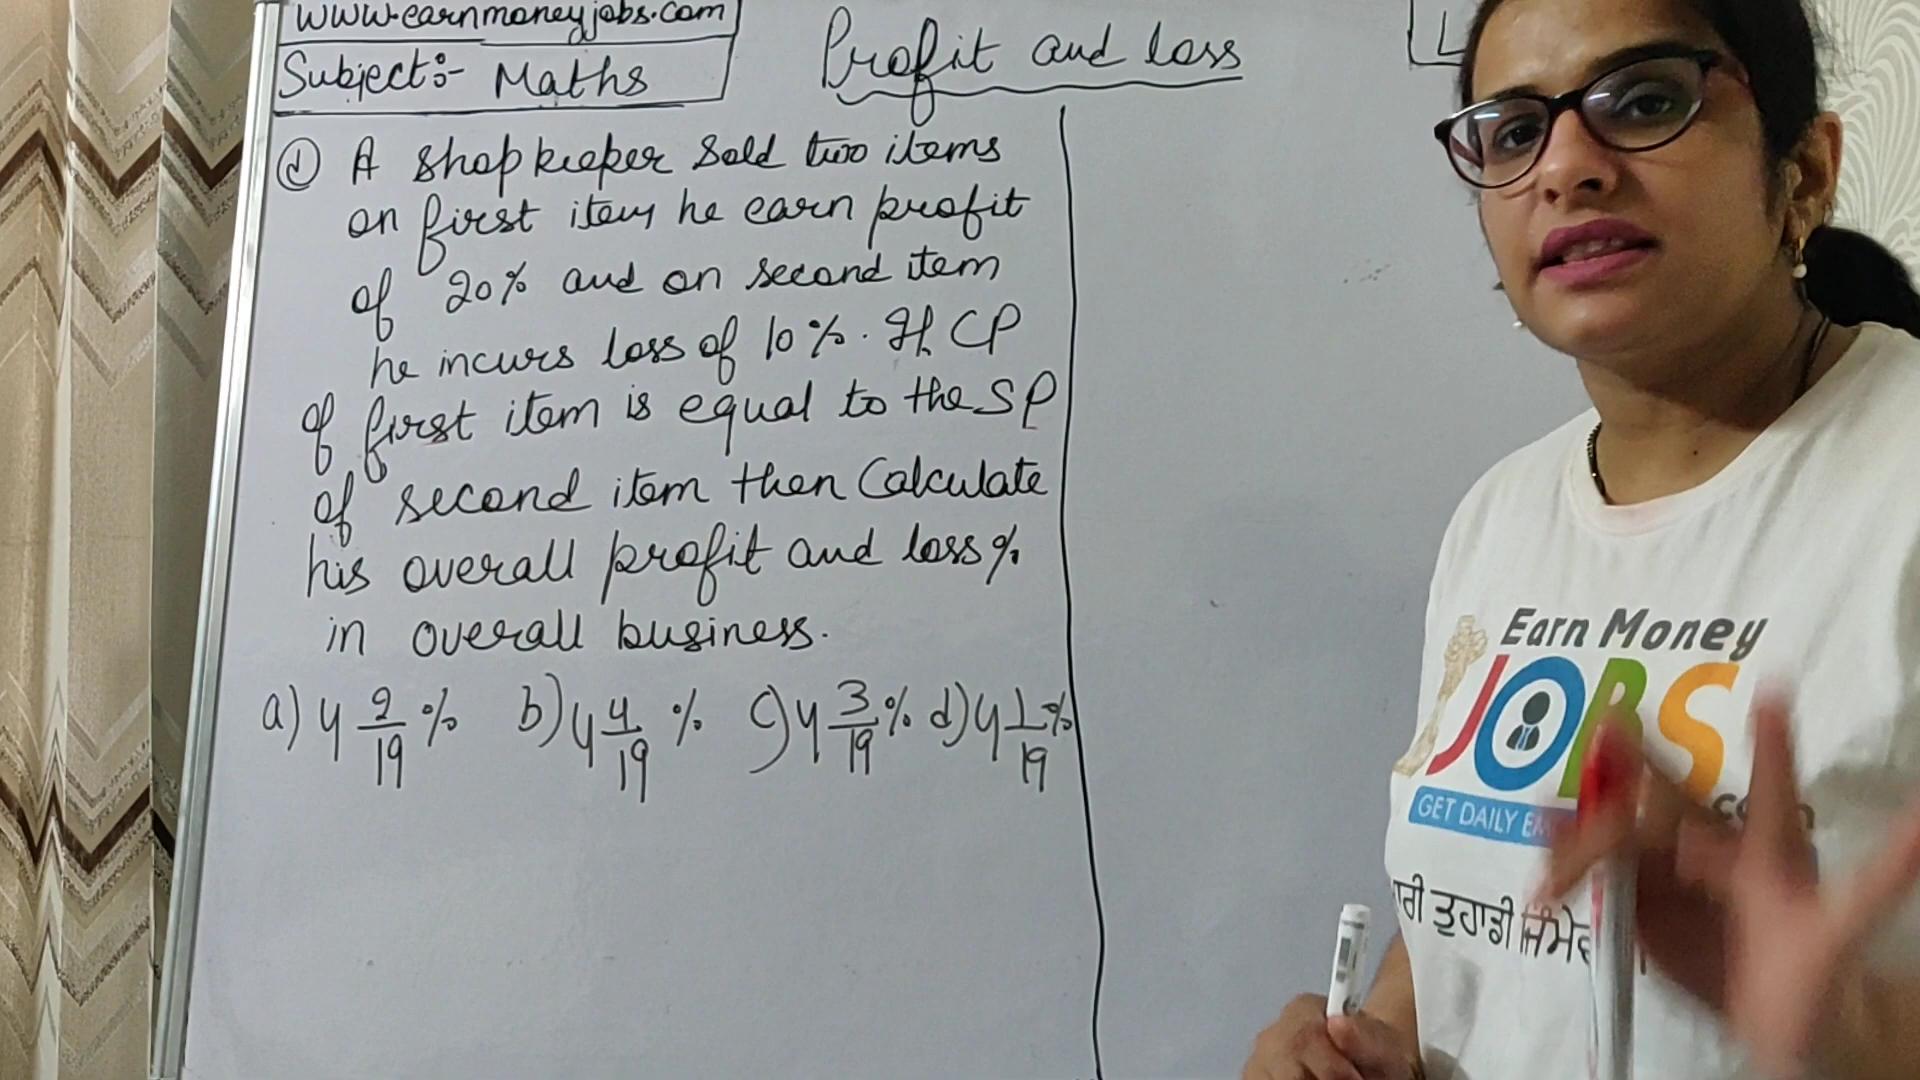 www.earnmoneyjobs.com
Subject:- Maths
Profit and loss
L
Q A shopkeeper sold two items
on first item he earn profit
of 20% and on second item
he incurs loss of 10%. If CP
of first item is equal to the SP
of second item then Calculate
his overall profit and loss %
in overall business.
a) 4 2/19 % b) 4 4/19 % c) 4 3/19 % d) 4 1/19 %
Earn Money
JOBS
.com
GET DAILY
ਤੁਹਾਡੀ